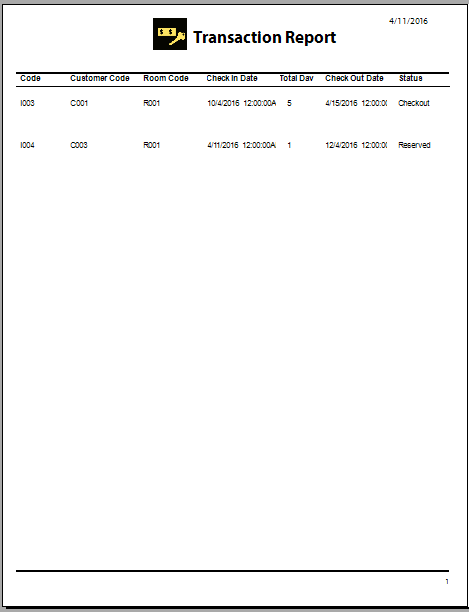 4/11/2016
$ $
Transaction Report
Code Customer Code Room Code Check In Date Total Day Check Out Date Status
I003 C001 R001 10/4/2016 12:00:00A 5 4/15/2016 12:00:0 Checkout
I004 C003 R001 4/11/2016 12:00:00A 1 12/4/2016 12:00:0 Reserved
1